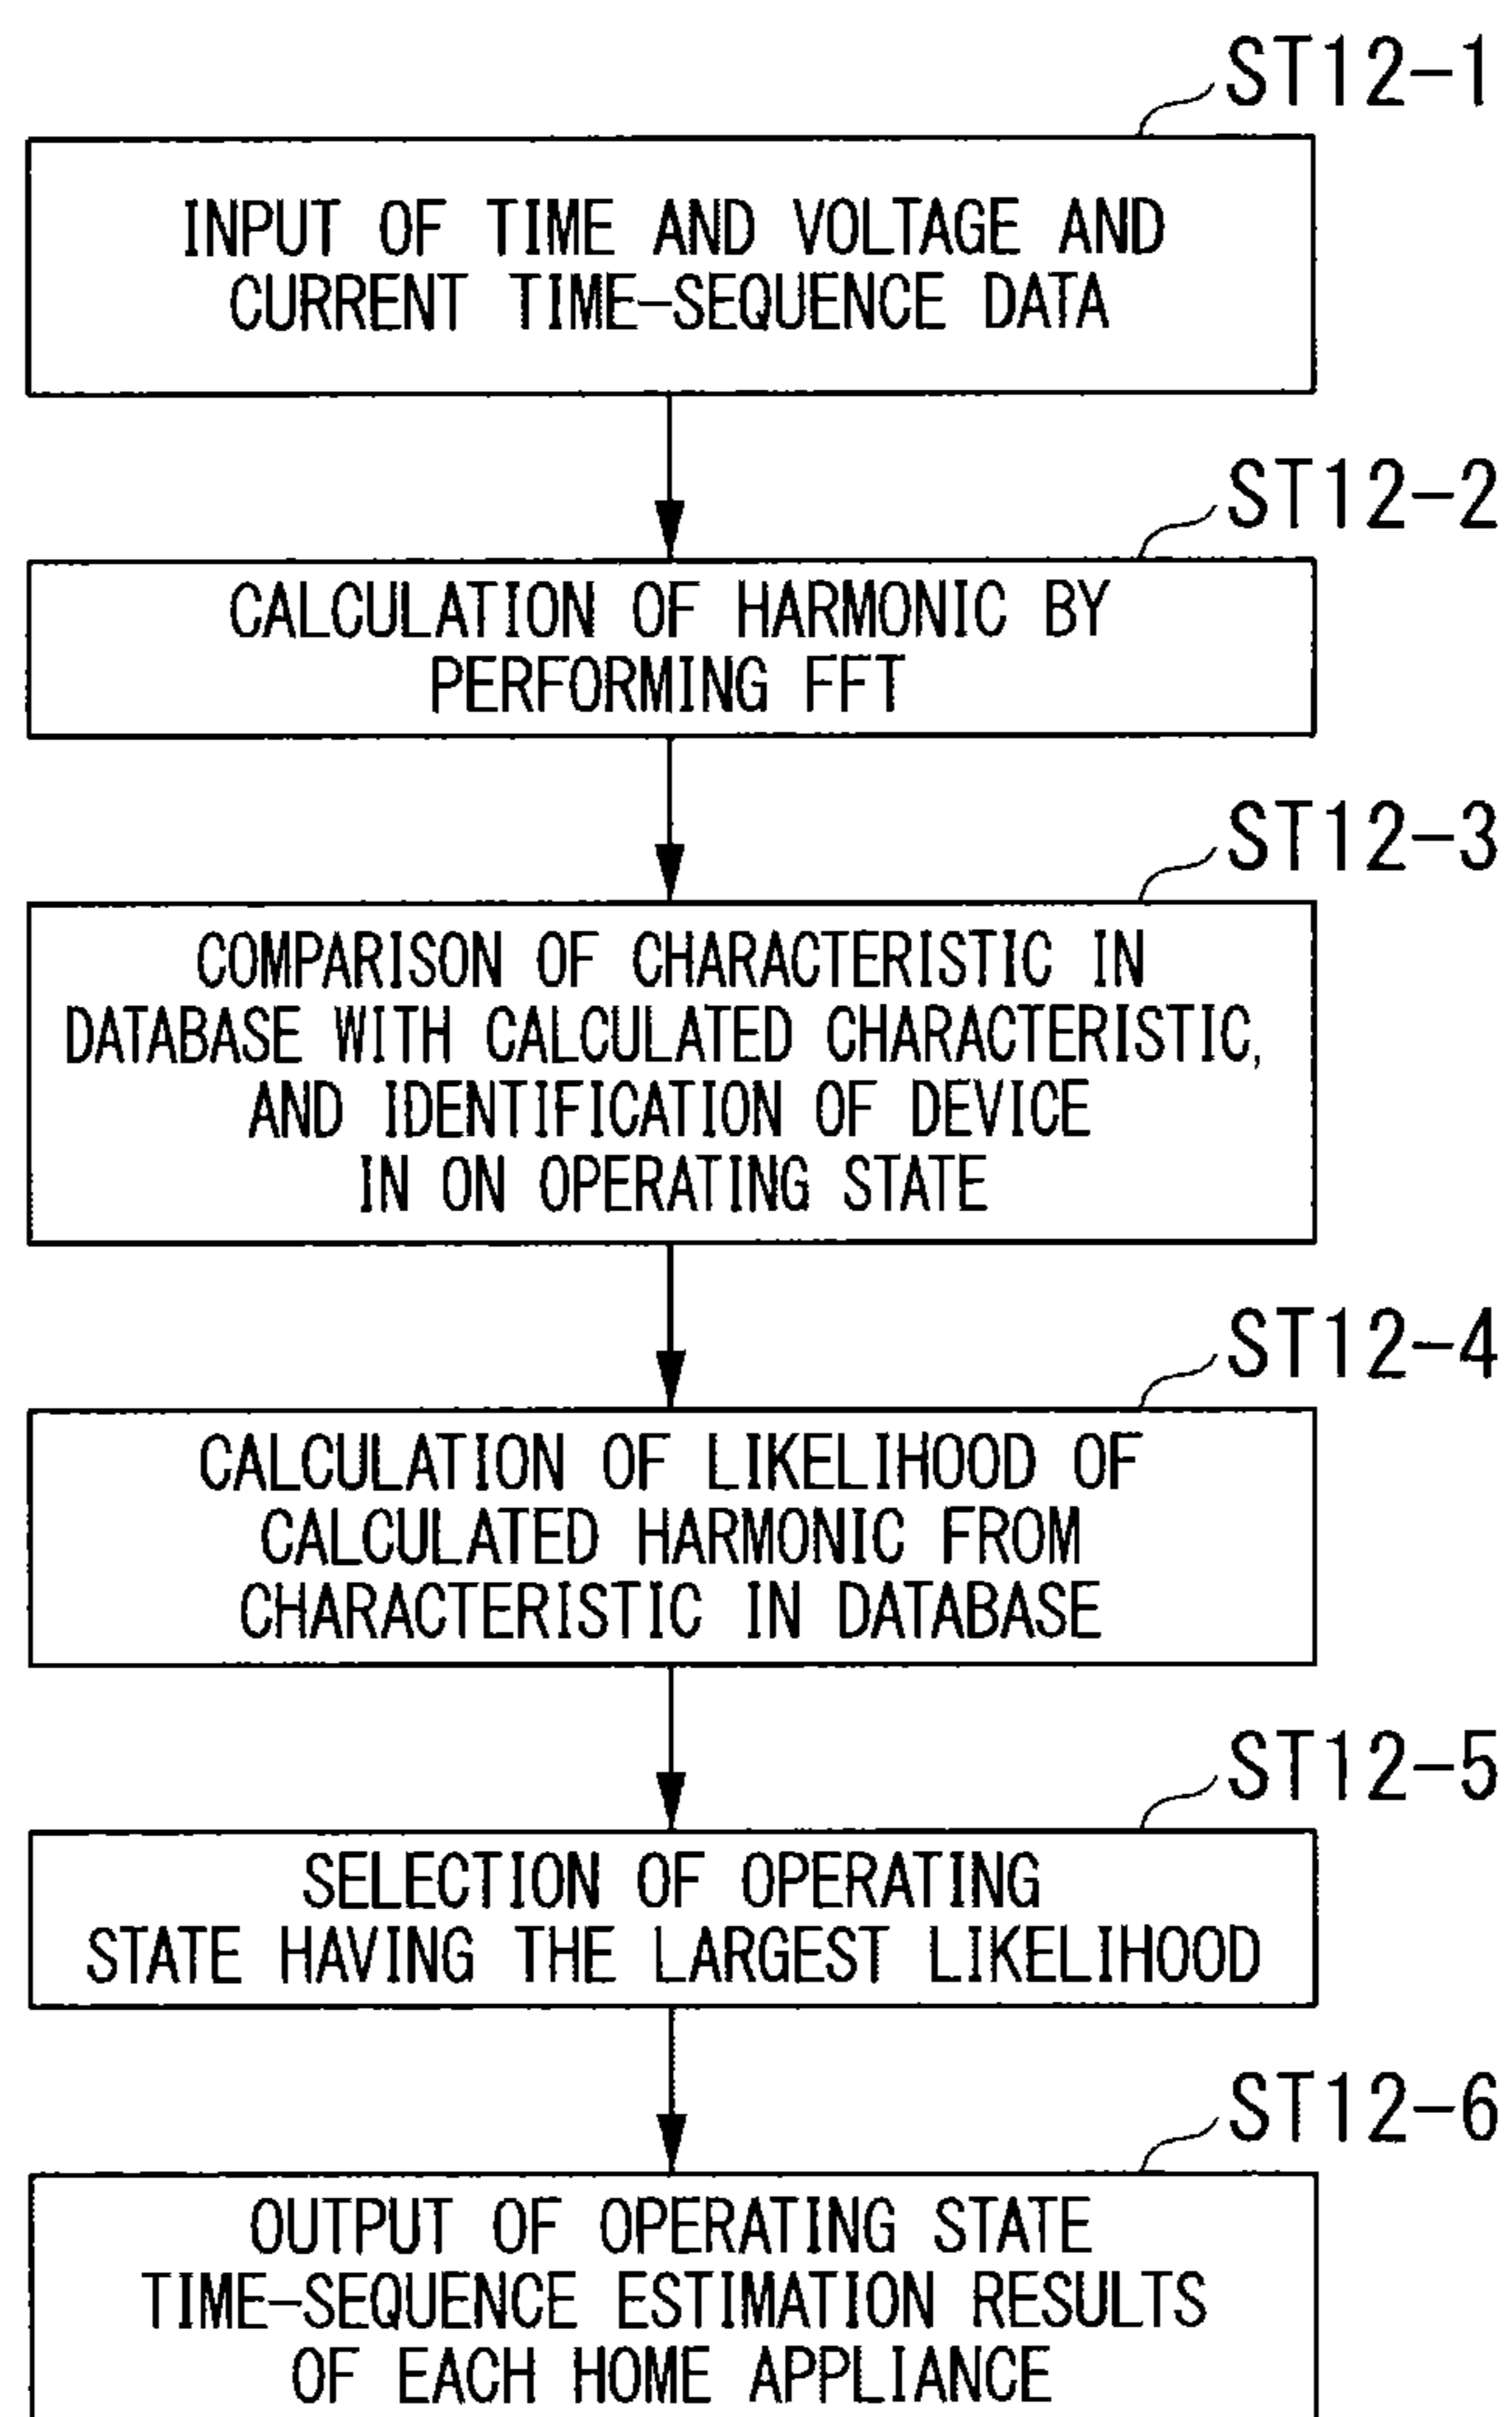 ST12-1
INPUT OF TIME AND VOLTAGE AND
CURRENT TIME-SEQUENCE DATA
ST12-2
CALCULATION OF HARMONIC BY
PERFORMING FFT
ST12-3
COMPARISON OF CHARACTERISTIC IN
DATABASE WITH CALCULATED CHARACTERISTIC,
AND IDENTIFICATION OF DEVICE
IN ON OPERATING STATE
ST12-4
CALCULATION OF LIKELIHOOD OF
CALCULATED HARMONIC FROM
CHARACTERISTIC IN DATABASE
ST12-5
SELECTION OF OPERATING
STATE HAVING THE LARGEST LIKELIHOOD
ST12-6
OUTPUT OF OPERATING STATE
TIME-SEQUENCE ESTIMATION RESULTS
OF EACH HOME APPLIANCE